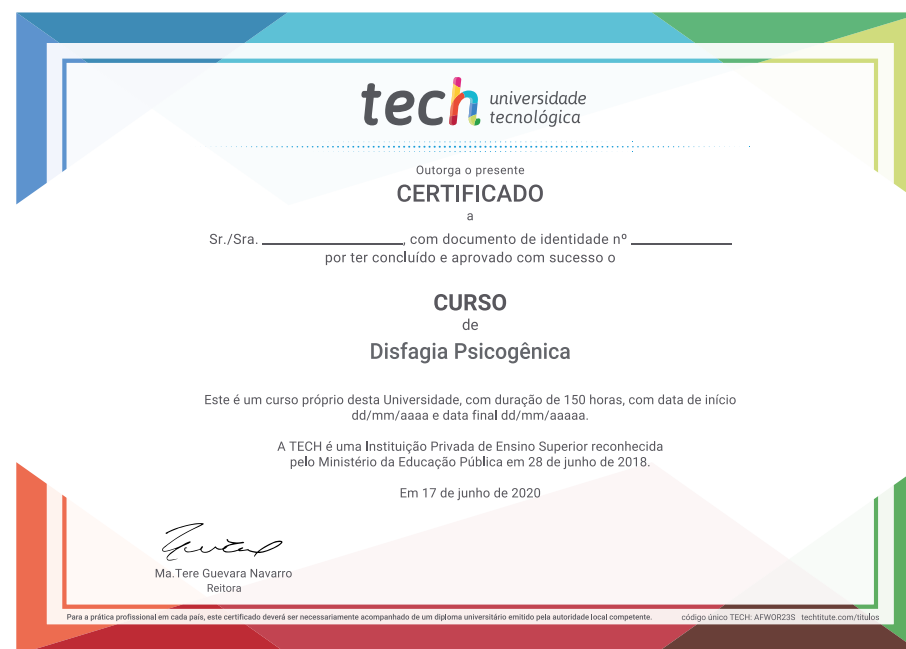 tech universidade
tecnológica
Outorga o presente
CERTIFICADO
a
Sr./Sra. ________________, com documento de identidade nº ____________
por ter concluído e aprovado com sucesso o
CURSO
de
Disfagia Psicogênica
Este é um curso próprio desta Universidade, com duração de 150 horas, com data de início
dd/mm/aaaa e data final dd/mm/aaaaa.
A TECH é uma Instituição Privada de Ensino Superior reconhecida
pelo Ministério da Educação Pública em 28 de junho de 2018.
Em 17 de junho de 2020
Ma.Tere Guevara Navarro
Reitora
Para a prática profissional em cada país, este certificado deverá ser necessariamente acompanhado de um diploma universitário emitido pela autoridade local competente. código único TECH: AFWOR23S techtitute.com/titulos